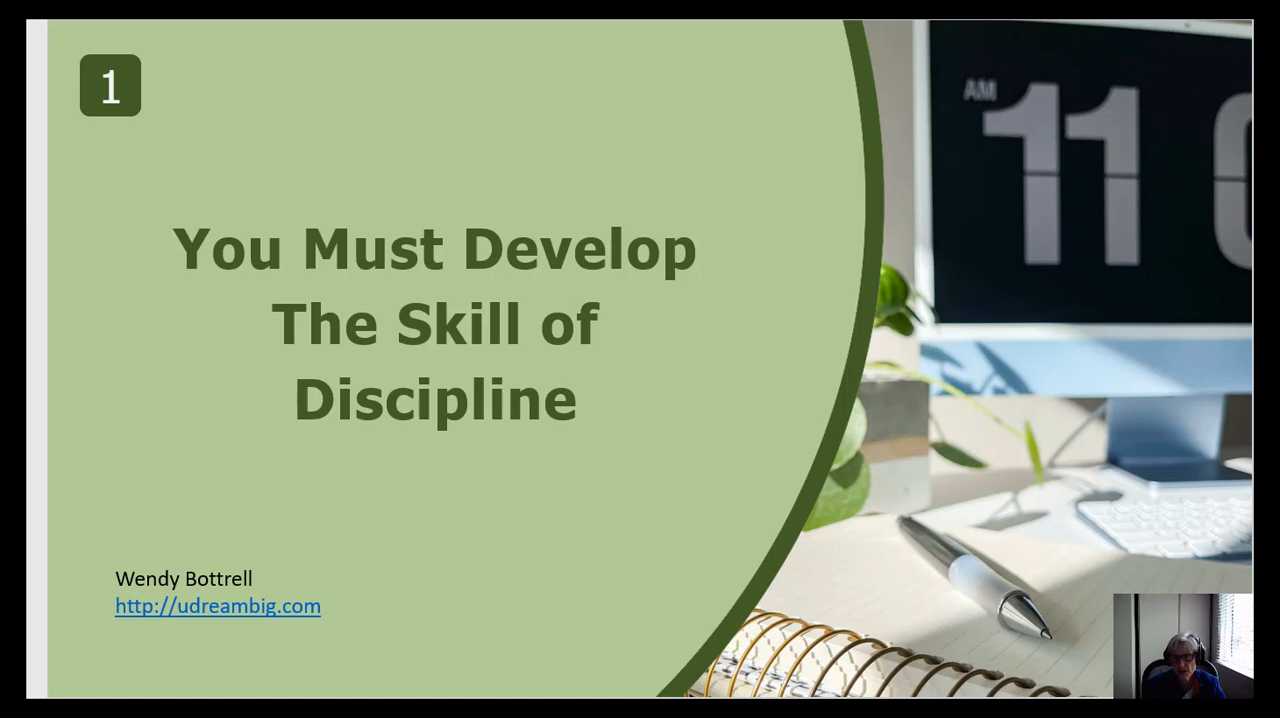 1
You Must Develop
The Skill of
Discipline
Wendy Bottrell
http://udreambig.com
AM
11